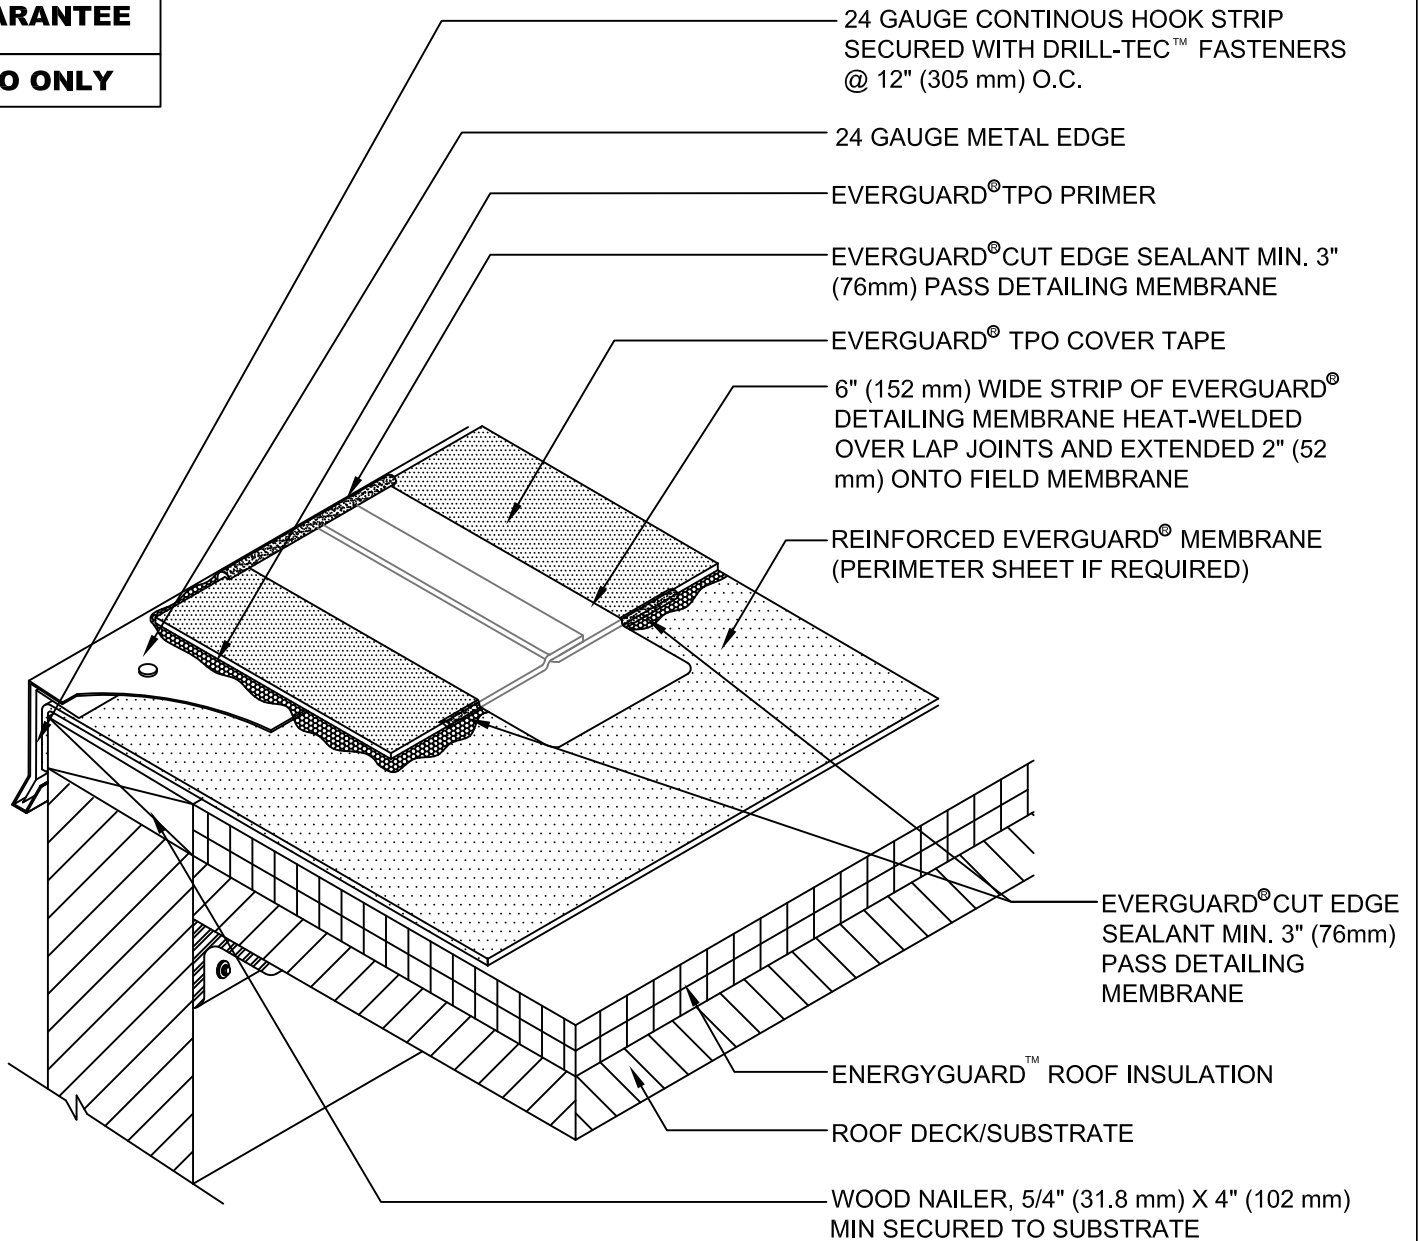 ONLY
24 GAUGE CONTINOUS HOOK STRIP
SECURED WITH DRILL-TEC™ FASTENERS
@ 12" (305 mm) O.C.
24 GAUGE METAL EDGE
EVERGUARD®TPO PRIMER
EVERGUARD®CUT EDGE SEALANT MIN. 3"
(76mm) PASS DETAILING MEMBRANE
EVERGUARD® TPO COVER TAPE
6" (152 mm) WIDE STRIP OF EVERGUARD®
DETAILING MEMBRANE HEAT-WELDED
OVER LAP JOINTS AND EXTENDED 2" (52
mm) ONTO FIELD MEMBRANE
REINFORCED EVERGUARD® MEMBRANE
(PERIMETER SHEET IF REQUIRED)
EVERGUARD®CUT EDGE
SEALANT MIN. 3" (76mm)
PASS DETAILING
MEMBRANE
ENERGYGUARD™ ROOF INSULATION
ROOF DECK/SUBSTRATE
WOOD NAILER, 5/4" (31.8 mm) X 4" (102 mm)
MIN SECURED TO SUBSTRATE